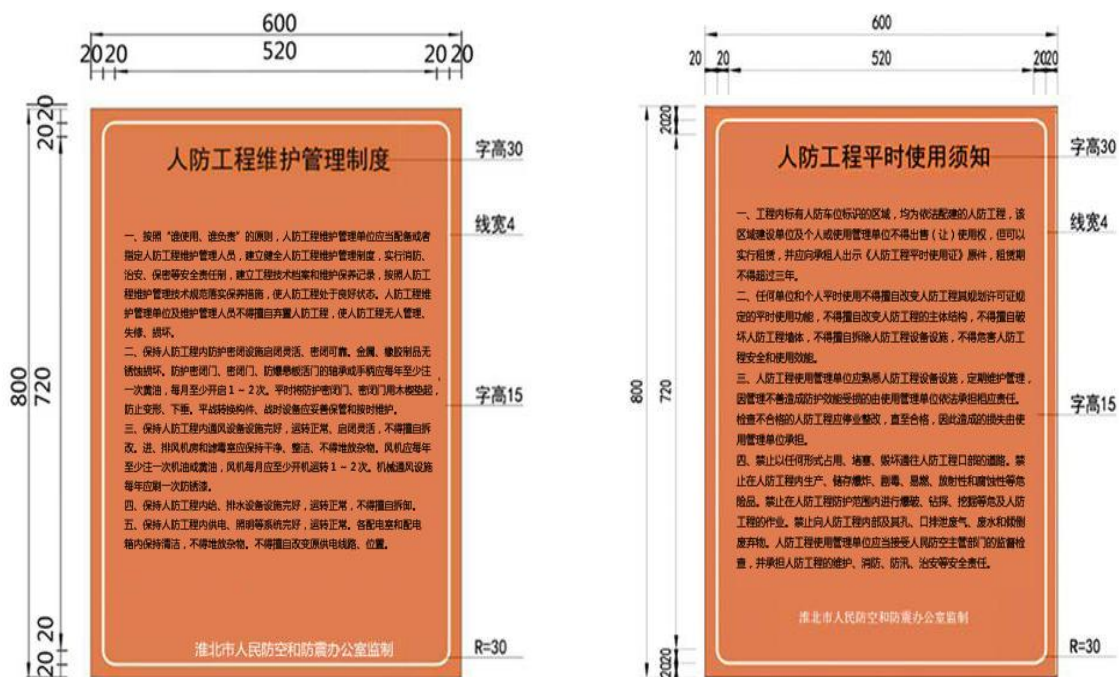 600
20 20 520 20 20
20
20
800
720
20
20
人防工程维护管理制度
一、按照“谁使用、谁负责”的原则，人防工程维护管理单位应当配备或者
指定人防工程维护管理人员，建立健全人防工程维护管理制度，实行消防、
治安、保密等安全责任制，建立工程技术档案和维护保养记录，按照人防工
程维护管理技术规范落实保养措施，使人防工程处于良好状态。人防工程维
护管理单位及维护管理人员不得擅自弃置人防工程，使人防工程无人管理、
失修、损坏。
二、保持人防工程内防护密闭设施启闭灵活、密闭可靠。金属、橡胶制品无
锈蚀损坏。防护密闭门、密闭门、防爆悬板活门的轴承或手柄应每年至少注
一次黄油，每月至少开启1～2次。平时将防护密闭门、密闭门用木楔垫起，
防止变形、下垂。平战转换构件、战时设备应妥善保管和按时维护。
三、保持人防工程内通风设备设施完好，运转正常、启闭灵活，不得擅自拆
改。进、排风机房和滤毒室应保持干净、整洁、不得堆放杂物。风机应每年
至少注一次机油或黄油，风机每月应至少开机运转1～2次。机械通风设施
每年应刷一次防锈漆。
四、保持人防工程内给、排水设备设施完好，运转正常，不得擅自拆卸。
五、保持人防工程内供电、照明等系统完好，运转正常。各配电室和配电
箱内保持清洁，不得堆放杂物。不得擅自改变原供电线路、位置。
淮北市人民防空和防震办公室监制
字高30
线宽4
字高15
R=30
600
20 20 520 20 20
20 20
800
720
20 20
人防工程平时使用须知
一、工程内标有人防车位标识的区域，均为依法配建的人防工程，该
区域建设单位及个人或使用管理单位不得出售（让）使用权，但可以
实行租赁，并应向承租人出示《人防工程平时使用证》原件，租赁期
不得超过三年。
二、任何单位和个人平时使用不得擅自改变人防工程其规划许可证规
定的平时使用功能，不得擅自改变人防工程的主体结构，不得擅自破
坏人防工程墙体，不得擅自拆除人防工程设备设施，不得危害人防工
程安全和使用效能。
三、人防工程使用管理单位应熟悉人防工程设备设施，定期维护管理，
因管理不善造成防护效能受损的由使用管理单位依法承担相应责任。
检查不合格的人防工程应停业整改，直至合格，因此造成的损失由使
用管理单位承担。
四、禁止以任何形式占用、堵塞、毁坏通往人防工程口部的道路。禁
止在人防工程内生产、储存爆炸、剧毒、易燃、放射性和腐蚀性等危
险品。禁止在人防工程防护范围内进行爆破、钻探、挖掘等危及人防
工程的作业。禁止向人防工程内部及其孔、口排泄废气、废水和倾倒
废弃物。人防工程使用管理单位应当接受人民防空主管部门的监督检
查，并承担人防工程的维护、消防、防汛、治安等安全责任。
淮北市人民防空和防震办公室监制
字高30
线宽4
字高15
R=30